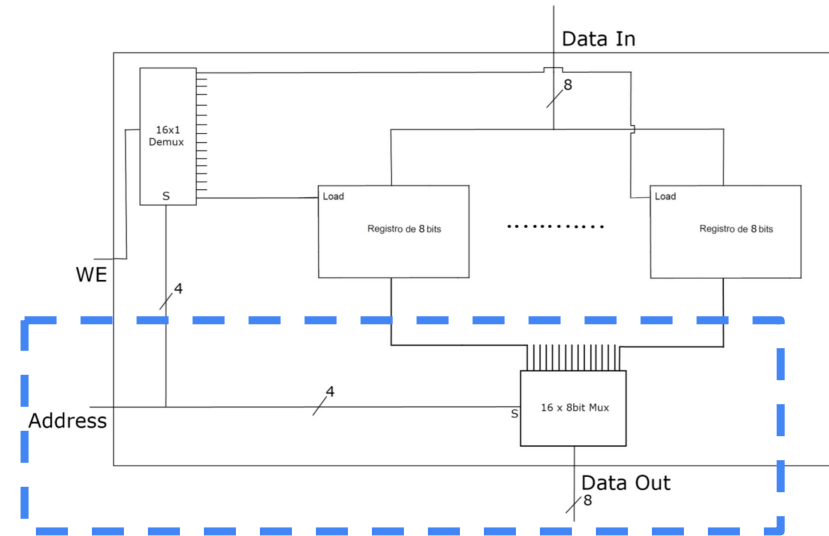 Data In
8
16x1
Demux
S
Load
Registro de 8 bits
Load
Registro de 8 bits
WE
4
Address
4
S
16 x 8bit Mux
Data Out
8